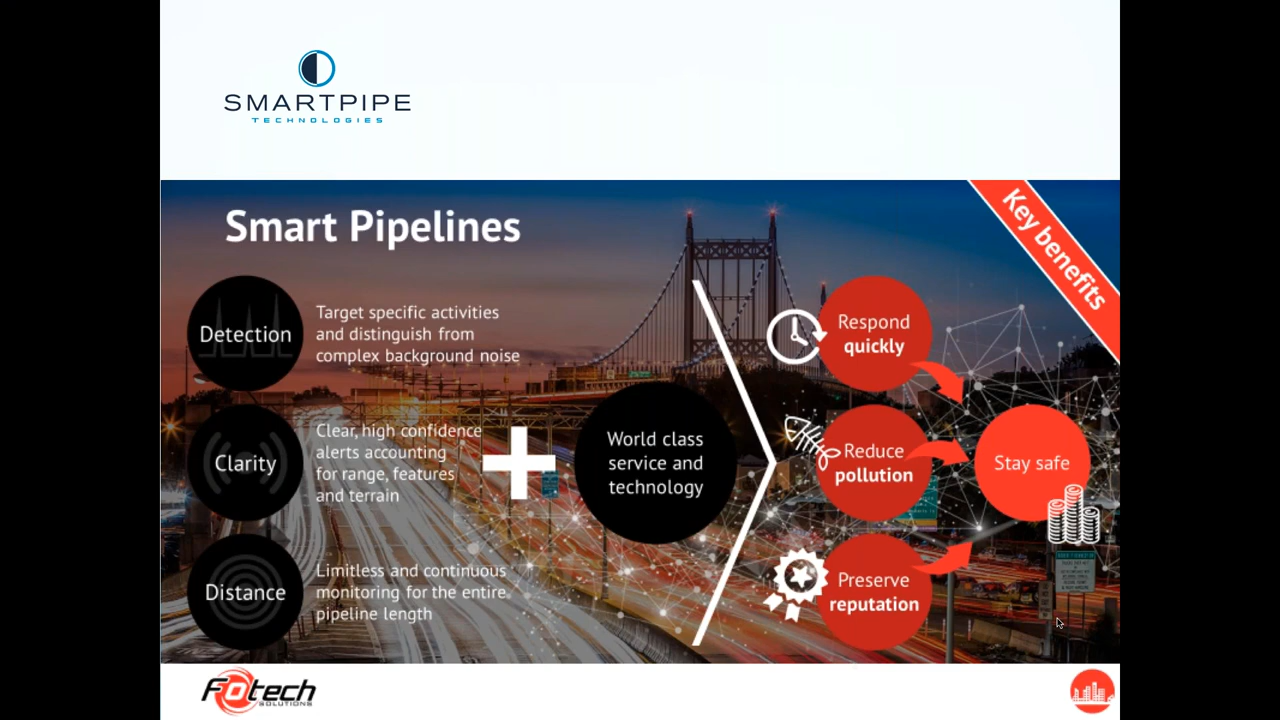 SMARTPIPE
TECHNOLOGIES
Key benefits
Smart Pipelines
Detection
Target specific activities
and distinguish from
complex background noise
Clarity
Clear, high confidence
alerts accounting
for range, features
and terrain
Distance
Limitless and continuous
monitoring for the entire
pipeline length
World class
service and
technology
Respond
quickly
Reduce
pollution
Preserve
reputation
Stay safe
Fotech
SOLUTIONS